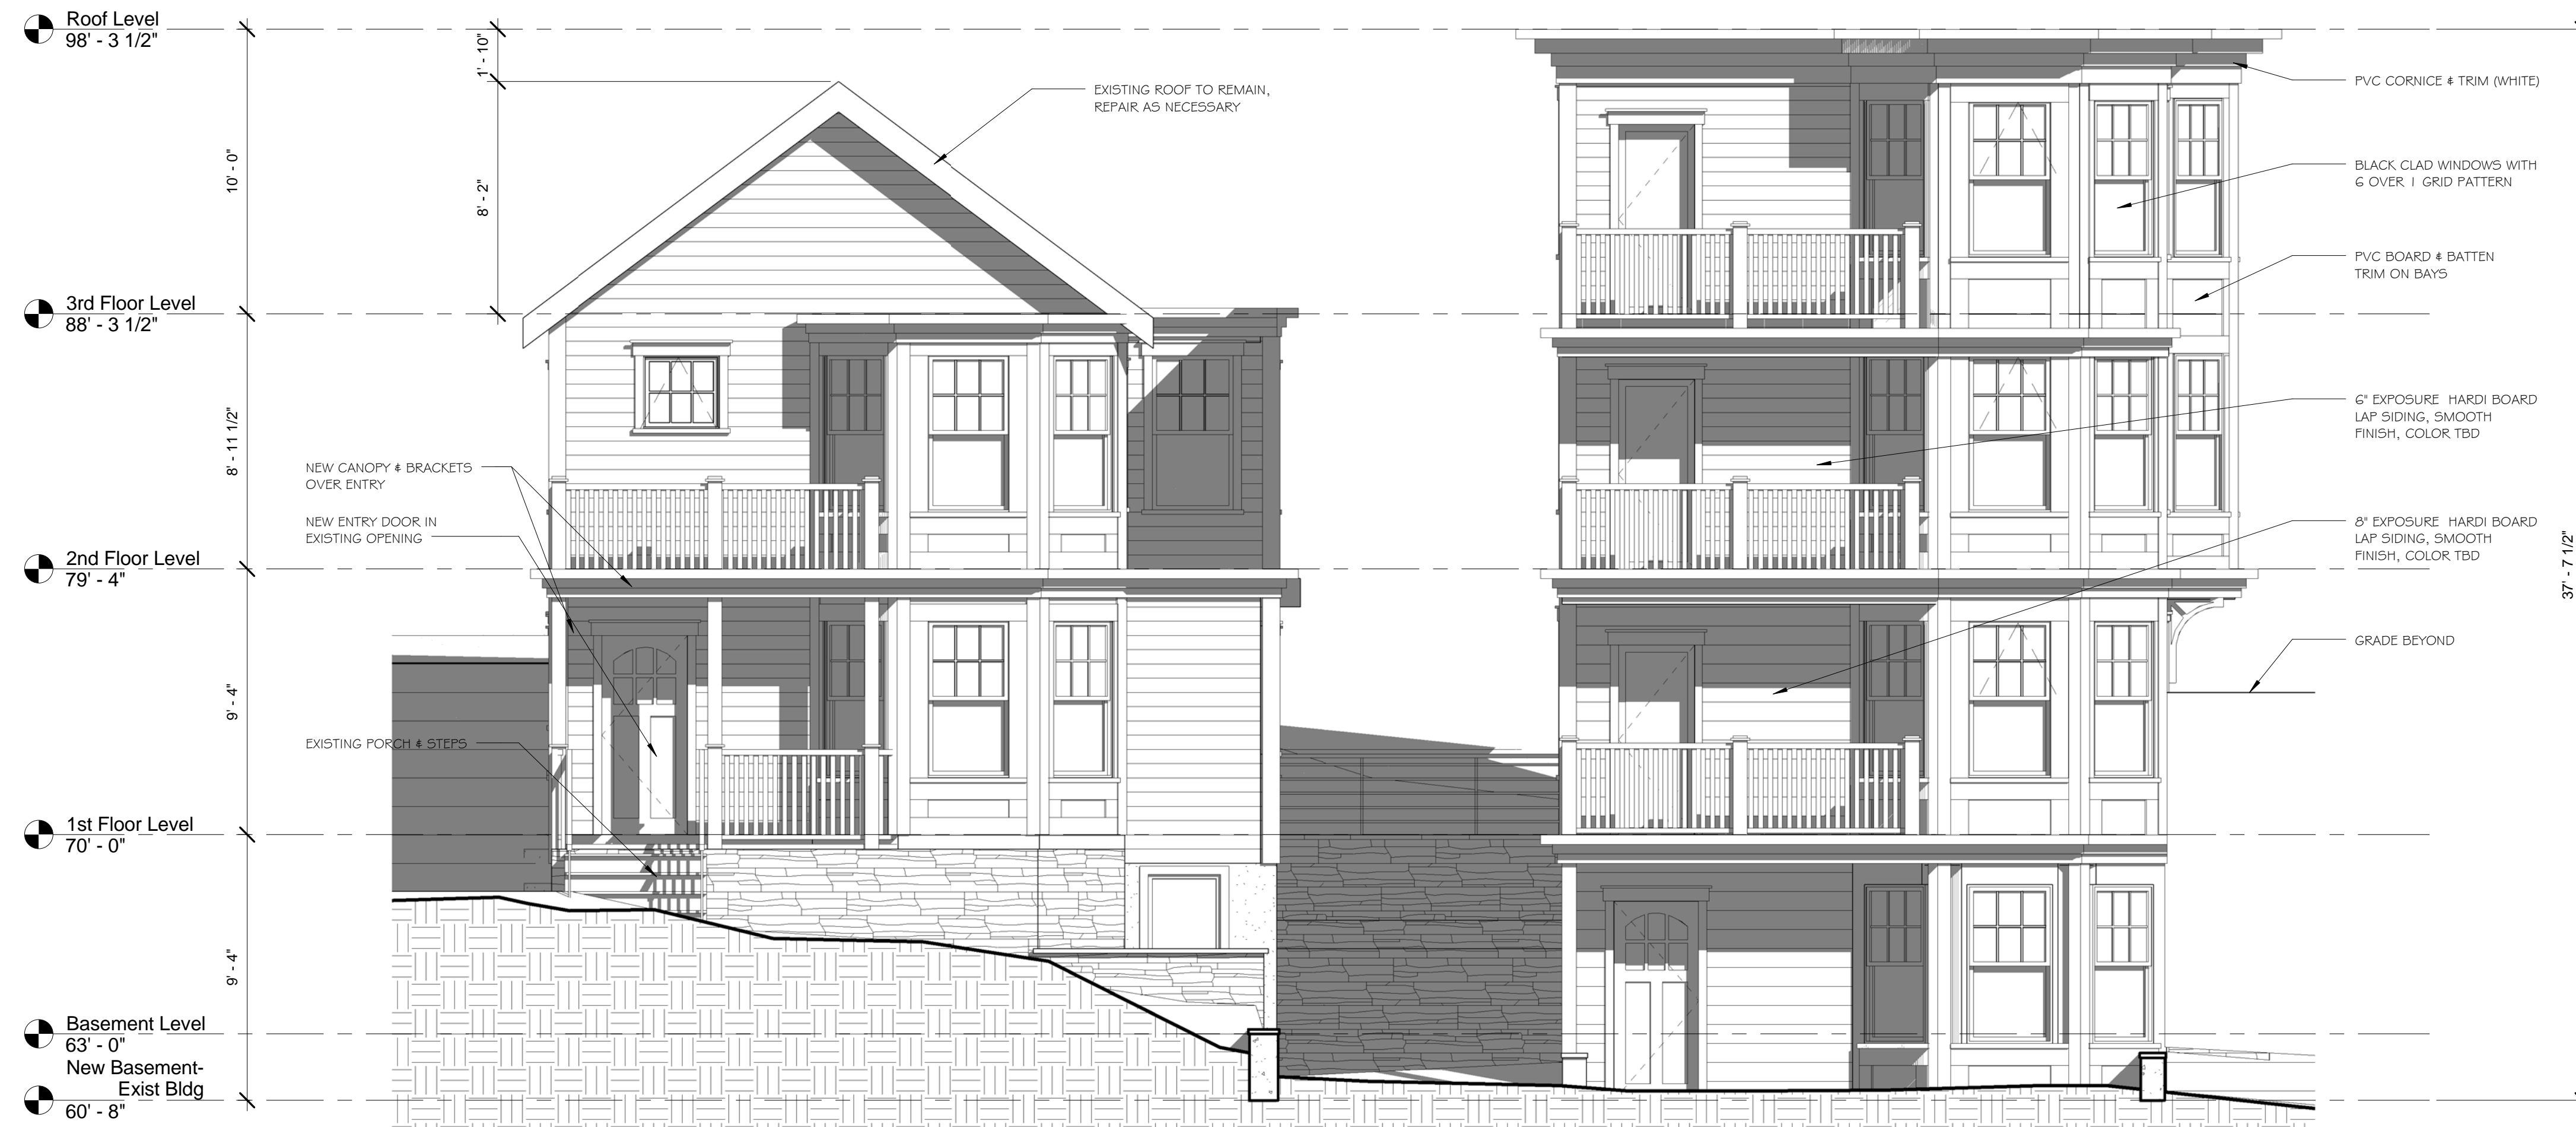 Roof Level
98' - 3 1/2"
3rd Floor Level
88' - 3 1/2"
2nd Floor Level
79' - 4"
1st Floor Level
70' - 0"
Basement Level
63' - 0"
New Basement-
Exist Bldg
60' - 8"
10' - 0"
8' - 11 1/2"
9' - 4"
9' - 4"
1' - 10"
8' - 2"
NEW CANOPY & BRACKETS
OVER ENTRY
NEW ENTRY DOOR IN
EXISTING OPENING
EXISTING PORCH & STEPS
EXISTING ROOF TO REMAIN,
REPAIR AS NECESSARY
PVC CORNICE & TRIM (WHITE)
BLACK CLAD WINDOWS WITH
6 OVER 1 GRID PATTERN
PVC BOARD & BATTEN
TRIM ON BAYS
6" EXPOSURE HARDI BOARD
LAP SIDING, SMOOTH
FINISH, COLOR TBD
8" EXPOSURE HARDI BOARD
LAP SIDING, SMOOTH
FINISH, COLOR TBD
GRADE BEYOND
37' - 7 1/2"